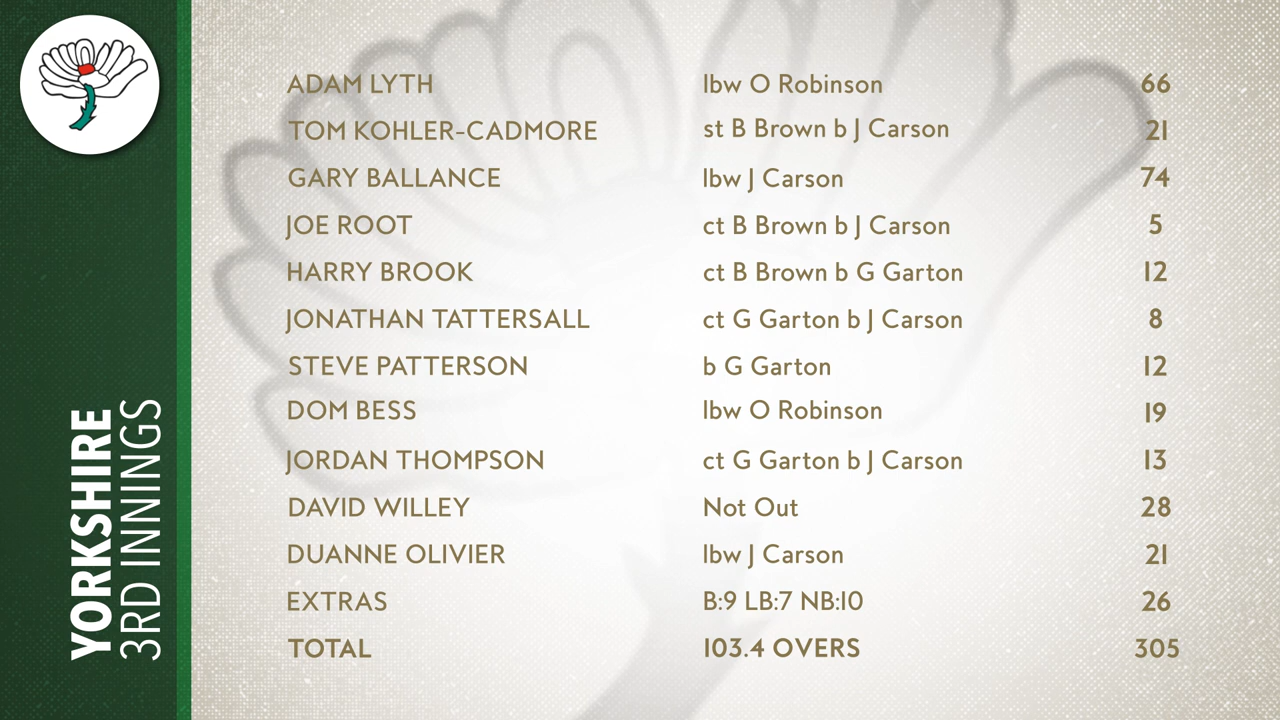 YORKSHIRE
3RD INNINGS
ADAM LYTH lbw O Robinson 66
TOM KOHLER-CADMORE st B Brown b J Carson 21
GARY BALLANCE lbw J Carson 74
JOE ROOT ct B Brown b J Carson 5
HARRY BROOK ct B Brown b G Garton 12
JONATHAN TATTERSALL ct G Garton b J Carson 8
STEVE PATTERSON b G Garton 12
DOM BESS lbw O Robinson 19
JORDAN THOMPSON ct G Garton b J Carson 13
DAVID WILLEY Not Out 28
DUANNE OLIVIER lbw J Carson 21
EXTRAS B:9 LB:7 NB:10 26
TOTAL 103.4 OVERS 305